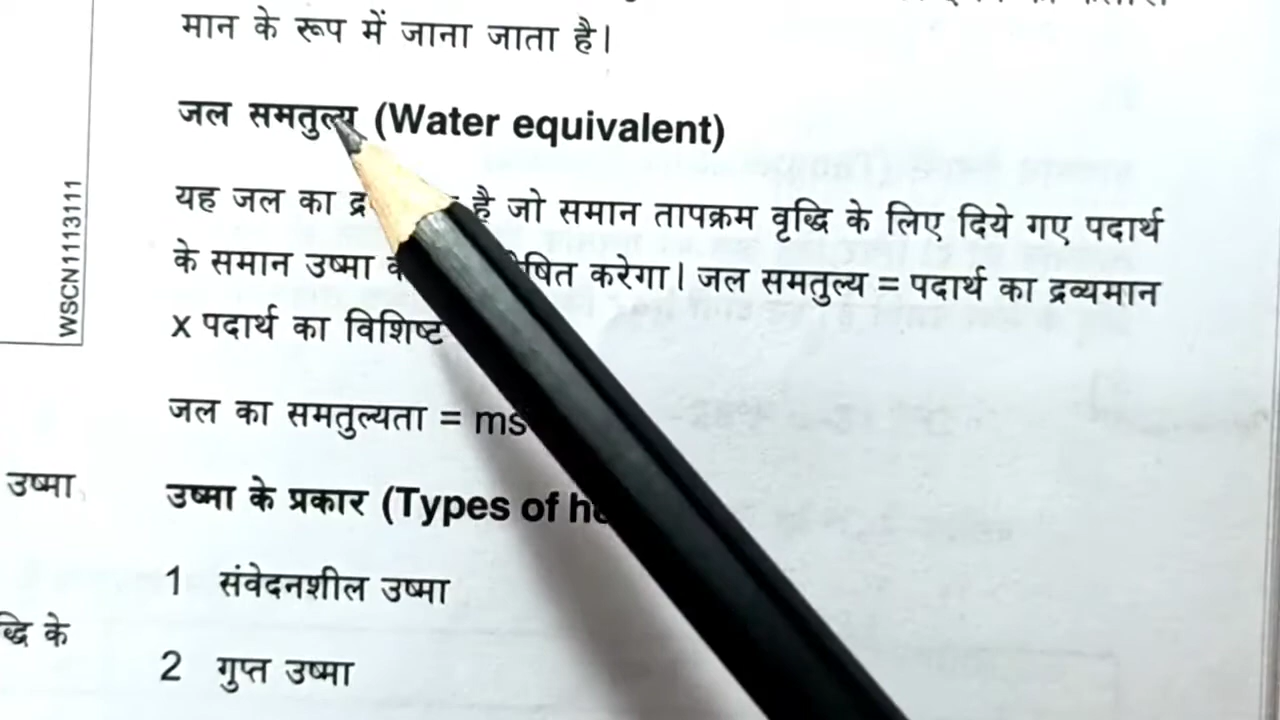 मान के रूप में जाना जाता है।
जल समतुल्य (Water equivalent)
यह जल का है जो समान तापक्रम वृद्धि के लिए दिये गए पदार्थ
के समान उष्मा करेगा। जल समतुल्य = पदार्थ का द्रव्यमान
x पदार्थ का विशिष्ट
जल का समतुल्यता = ms
उष्मा के प्रकार (Types of
1 संवेदनशील उष्मा
2 गुप्त उष्मा
WSCN1113111
उष्मा
द्धि के